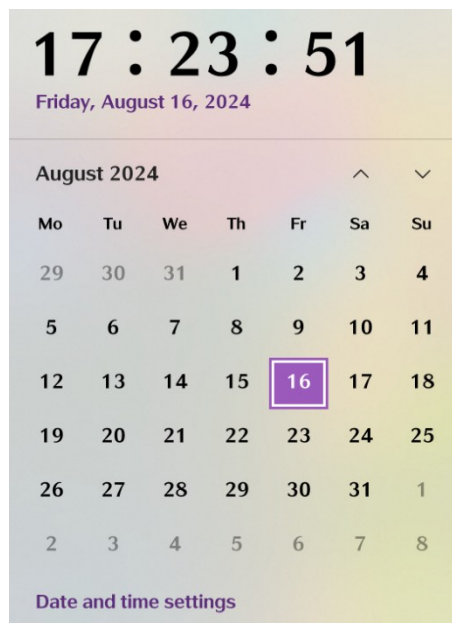 17 : 23 : 51
Friday, August 16, 2024
August 2024
Mo Tu We Th Fr Sa Su
29 30 31 1 2 3 4
5 6 7 8 9 10 11
12 13 14 15 16 17 18
19 20 21 22 23 24 25
26 27 28 29 30 31 1
2 3 4 5 6 7 8
Date and time settings